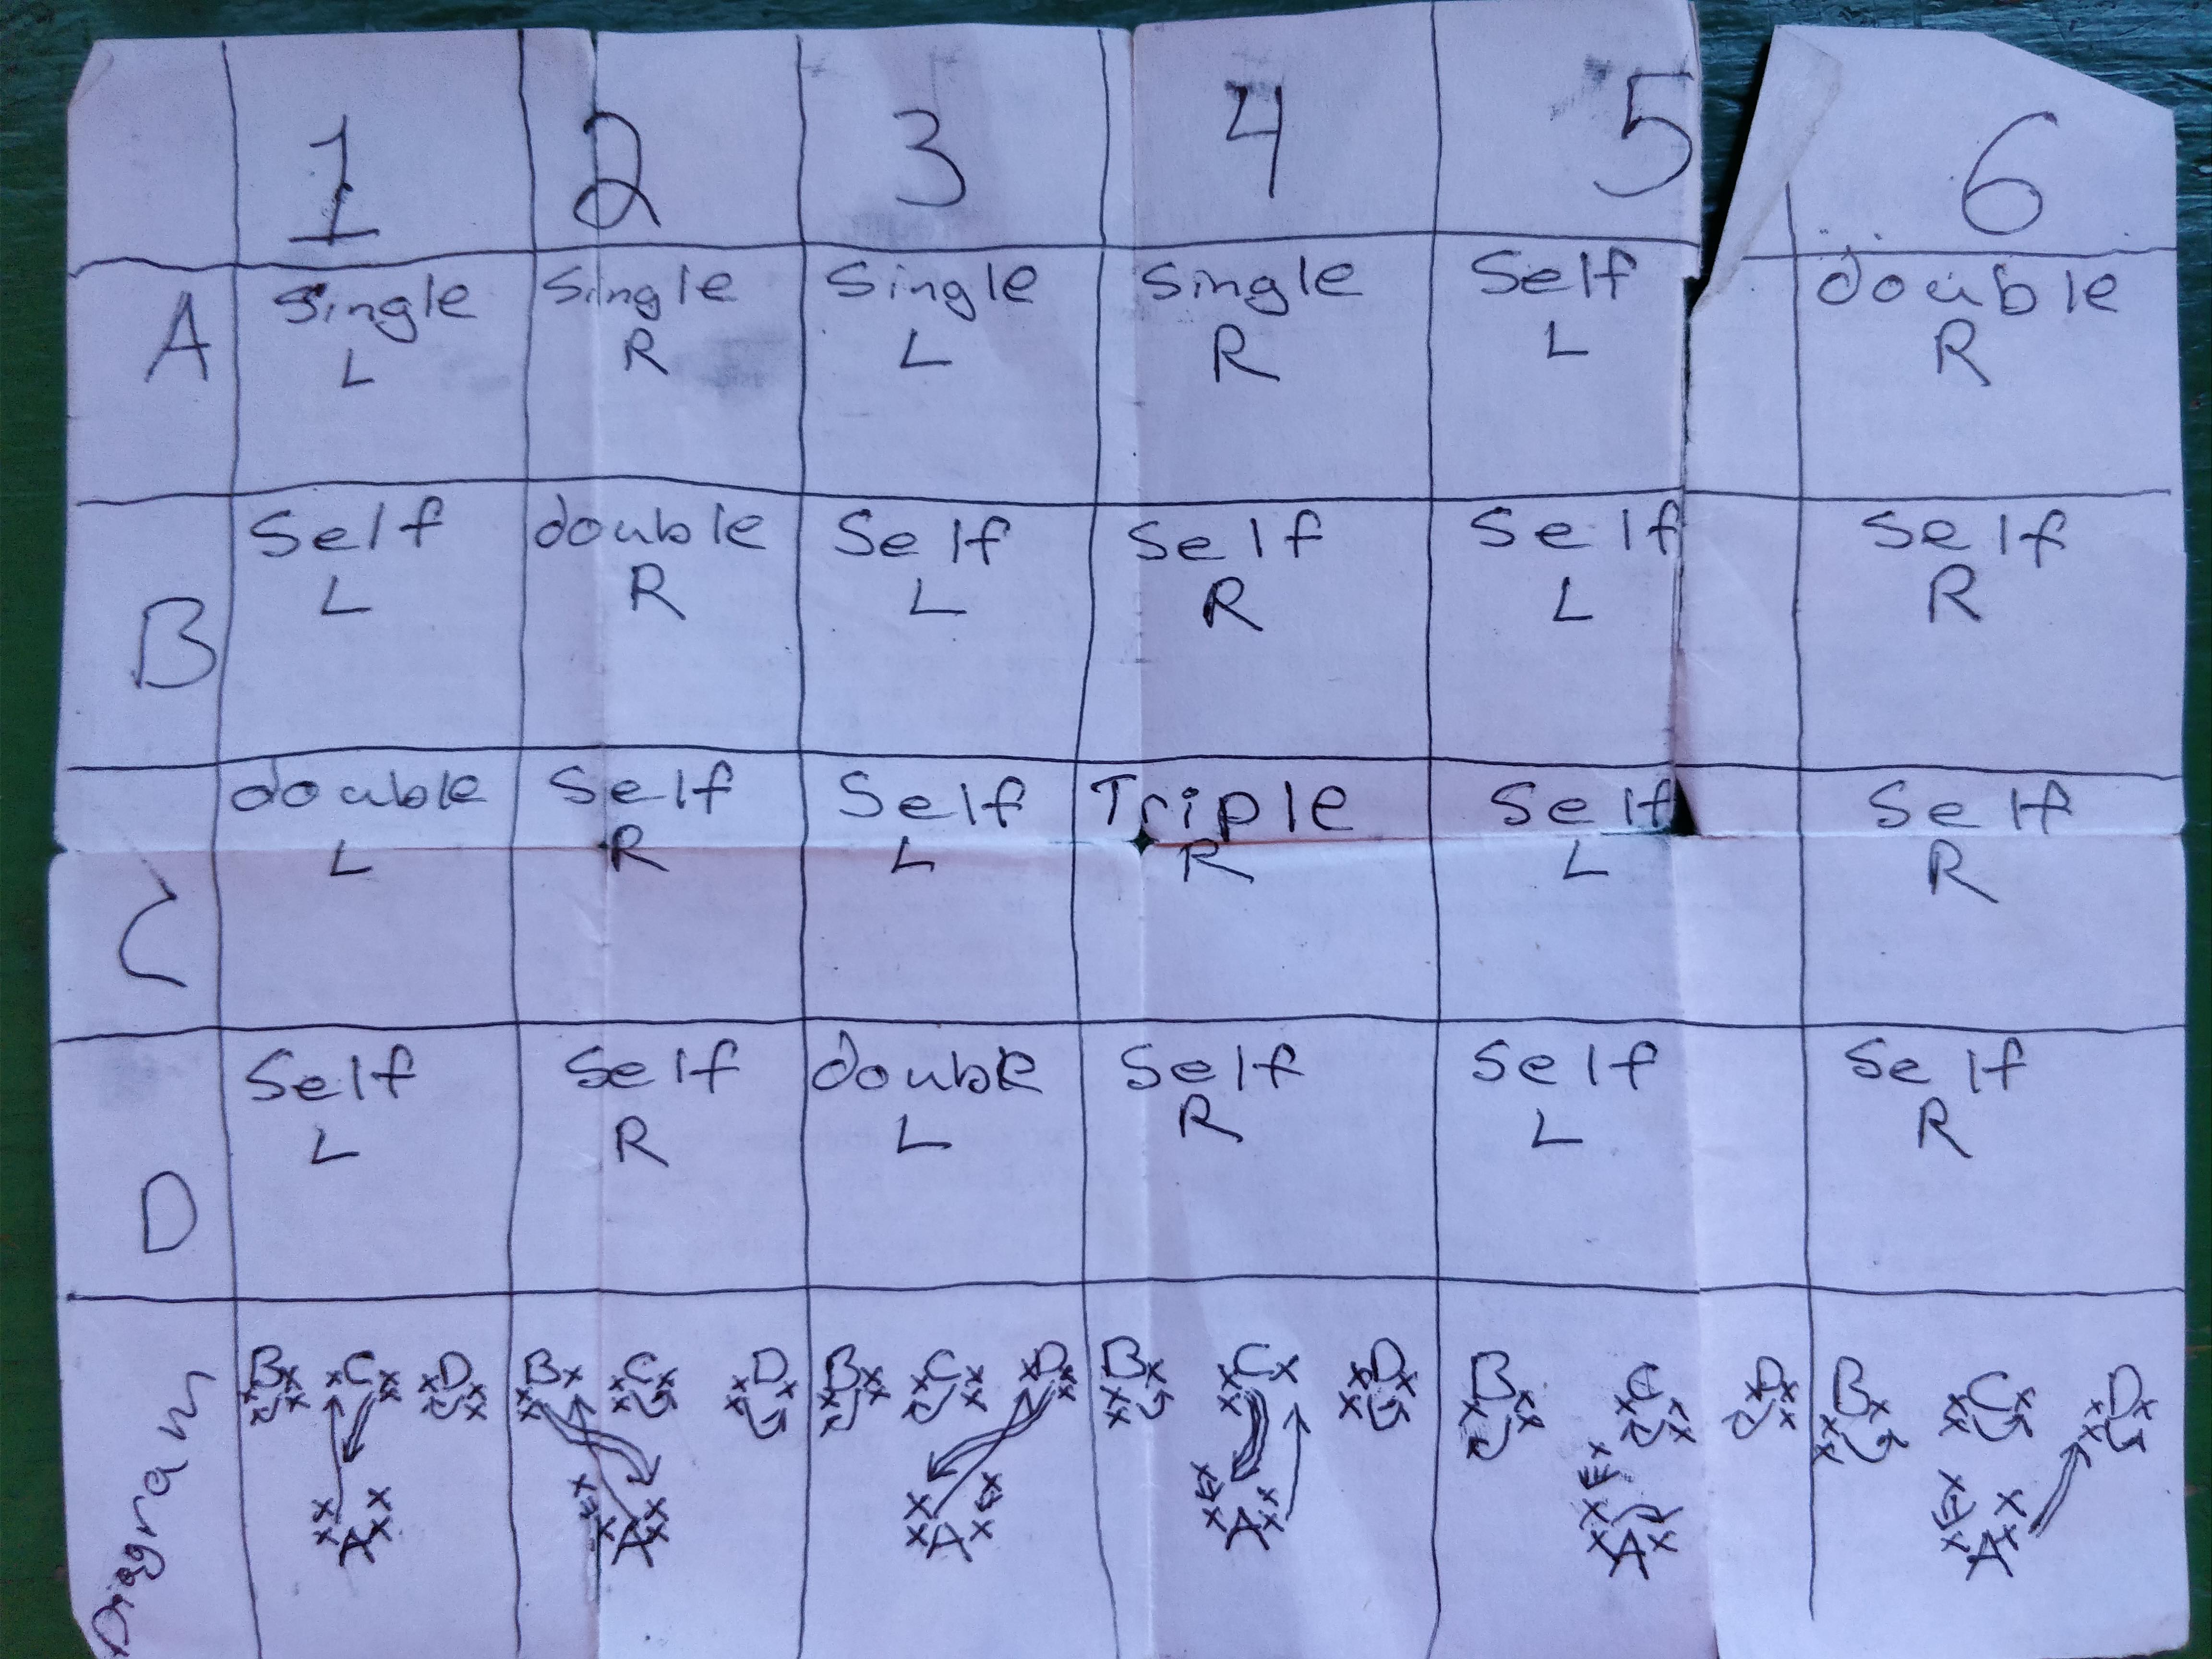 1 2 3 4 5 6
A Single Single Single Single Self double
L R L R L R
B Self double Self Self Self Self
L R L R L R
C double Self Self Triple Self Self
L R L R L R
D Self Self double Self Self Self
L R L R L R
Diagram
B C D B C D B C D B C D B C D B C D
A A A A A A